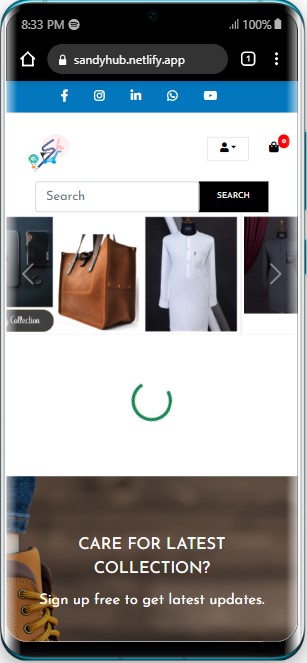 8:33 PM
100%
sandyhub.netlify.app
1
Sh
0
Search
SEARCH
Collection
CARE FOR LATEST
COLLECTION?
Sign up free to get latest updates.